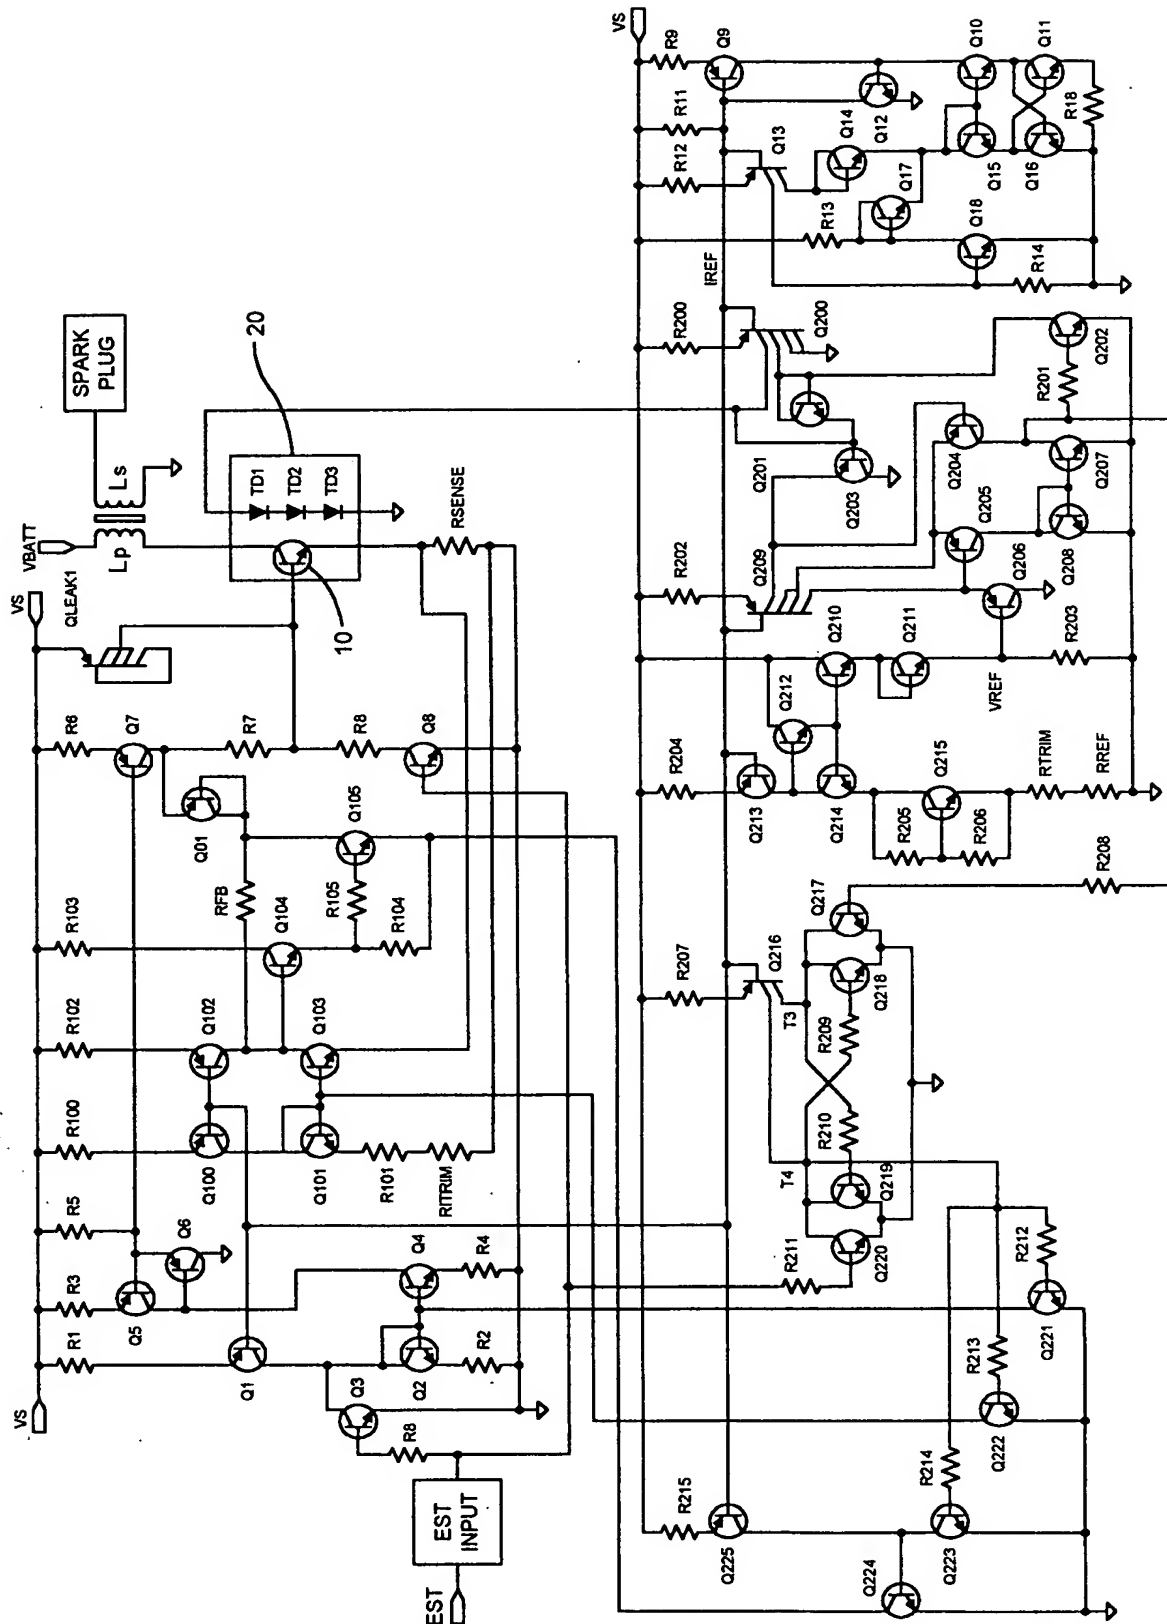 SPARK
PLUG
VBATT
Ls
Lp
20
TD1
TD2
TD3
10
RSENSE
VS
QLEAK1
R6
Q7
R7
R8
Q8
Q01
Q105
RFB
R105
R104
R103
Q104
R102
Q102
Q103
R100
Q100
Q101
R101
RITRIM
R5
Q6
R3
Q5
Q4
R4
R1
Q1
Q3
Q2
R2
R8
VS
EST
INPUT
EST
VS
R9
Q9
R11
R12
Q13
Q14
Q12
Q10
Q11
Q15
Q16
R18
Q17
R13
Q18
R14
IREF
R200
Q200
Q201
Q203
Q202
R201
Q204
Q207
Q205
Q208
Q206
R202
Q209
Q210
Q211
VREF
R203
Q212
R204
Q213
Q214
Q215
R205
R206
RTRIM
RREF
R208
Q217
R207
Q216
T3
Q218
R209
R210
T4
Q219
Q220
R211
R212
Q221
R213
Q222
R214
R215
Q225
Q223
Q224